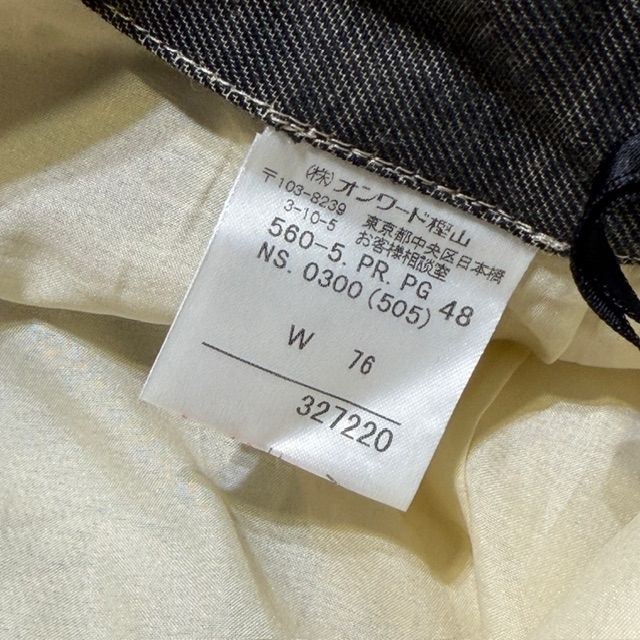 (株)オンワード樫山
〒103-8239 東京都中央区日本橋
3-10-5 お客様相談室
560-5. PR. PG 48
NS. 0300 (505)
W 76
327220